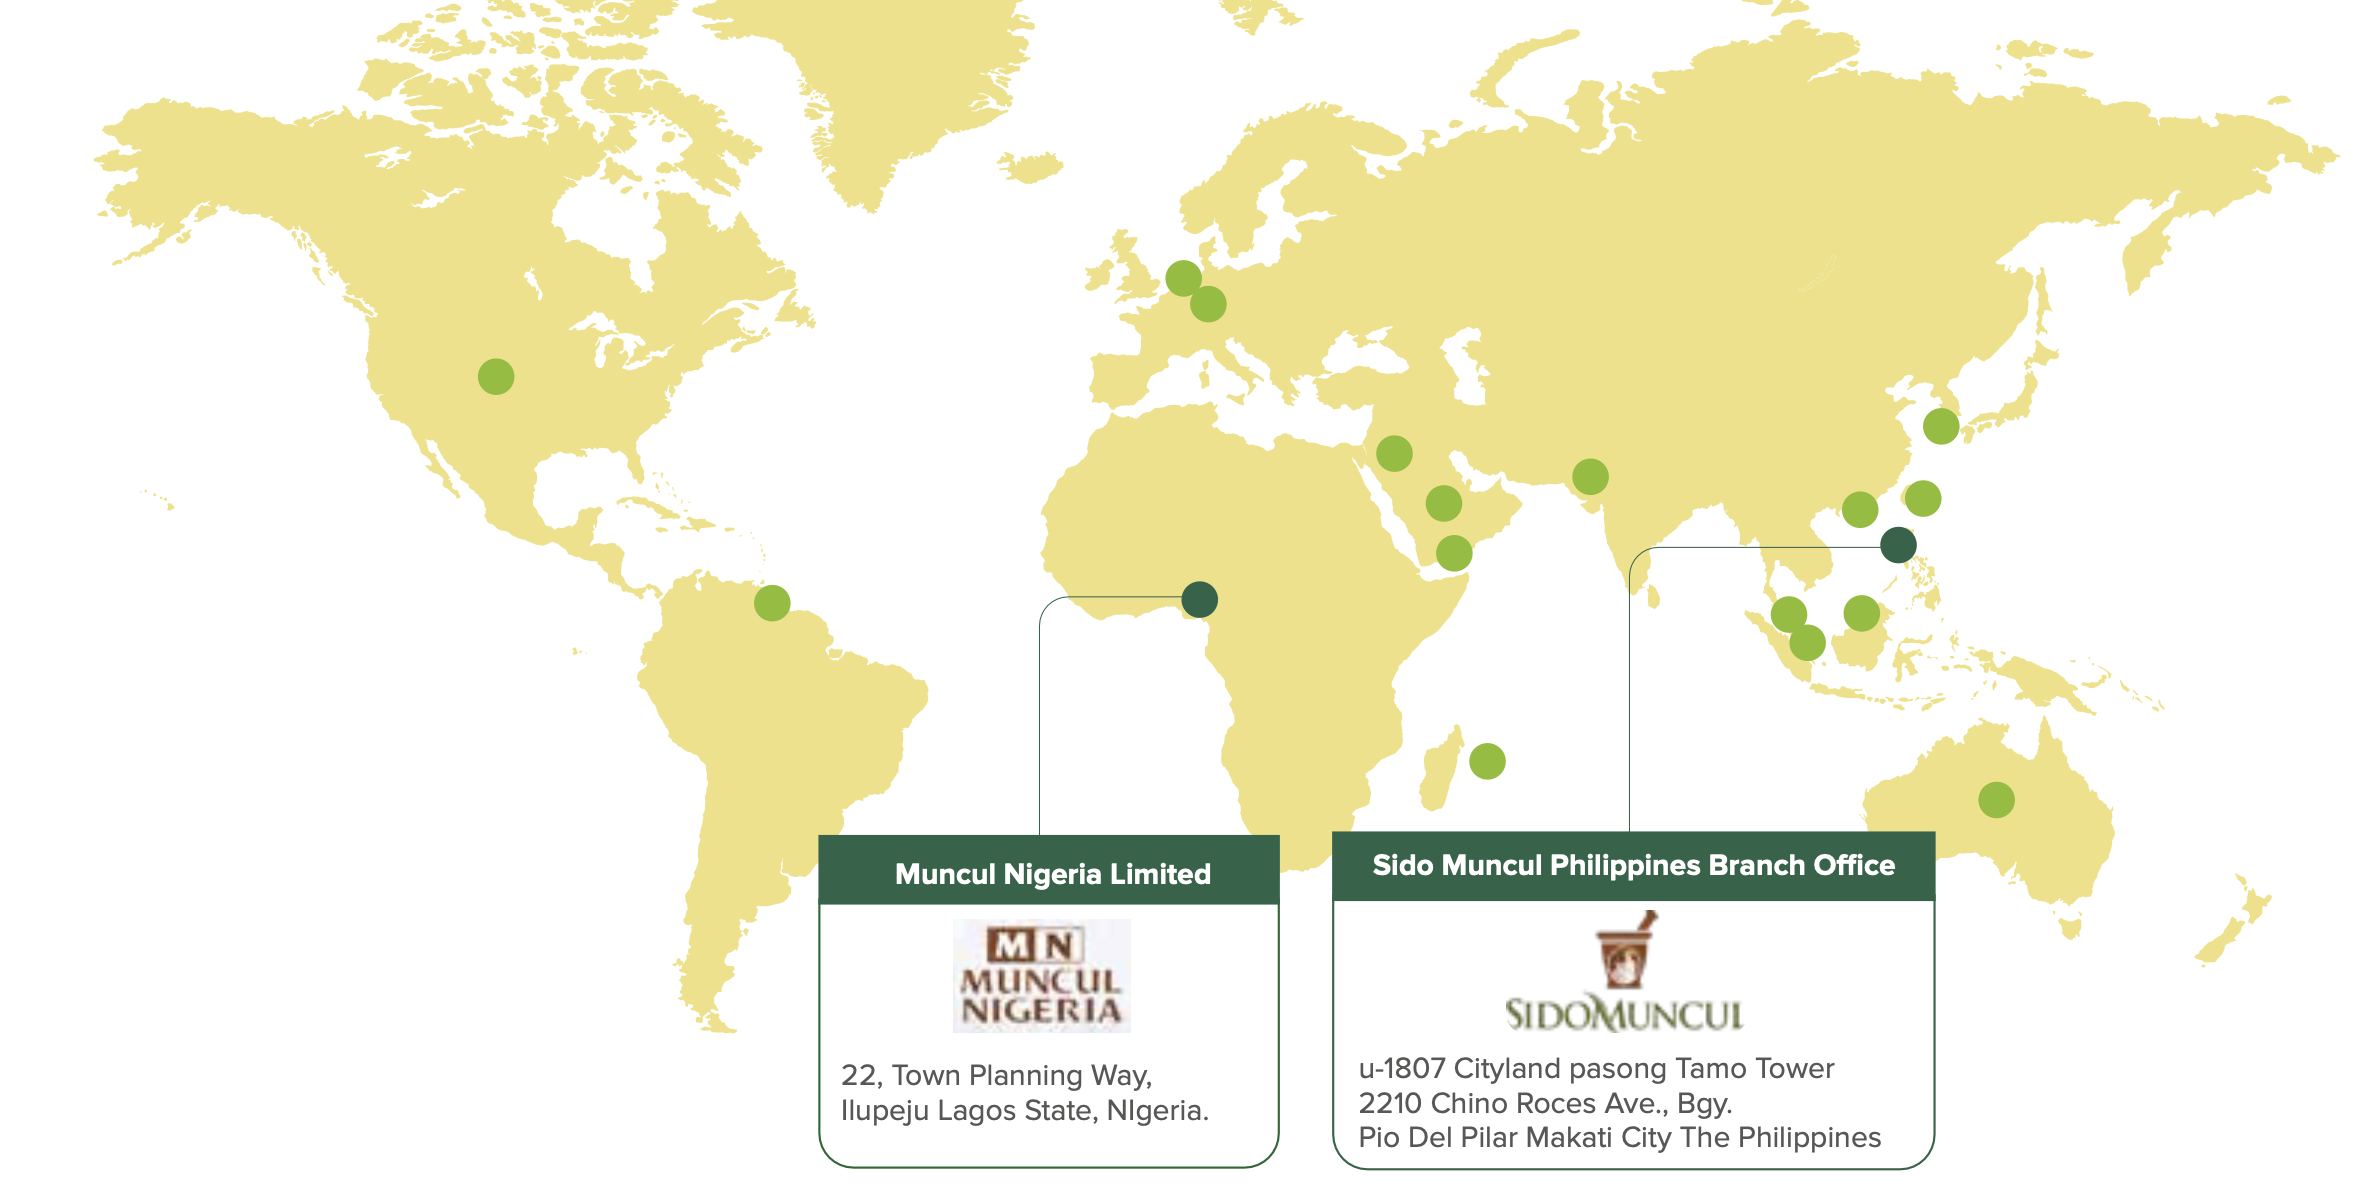 Muncul Nigeria Limited
MN
MUNCUL
NIGERIA
22, Town Planning Way,
Ilupeju Lagos State, NIgeria.
Sido Muncul Philippines Branch Office
SIDOMUNCUL
u-1807 Cityland pasong Tamo Tower
2210 Chino Roces Ave., Bgy.
Pio Del Pilar Makati City The Philippines